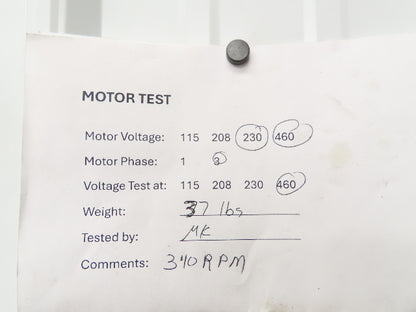 MOTOR TEST
Motor Voltage: 115 208 230 460
Motor Phase: 1 3
Voltage Test at: 115 208 230 460
Weight: 37 lbs
Tested by: MK
Comments: 340 RPM